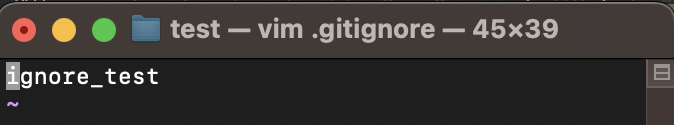 test — vim .gitignore — 45×39
ignore_test
~